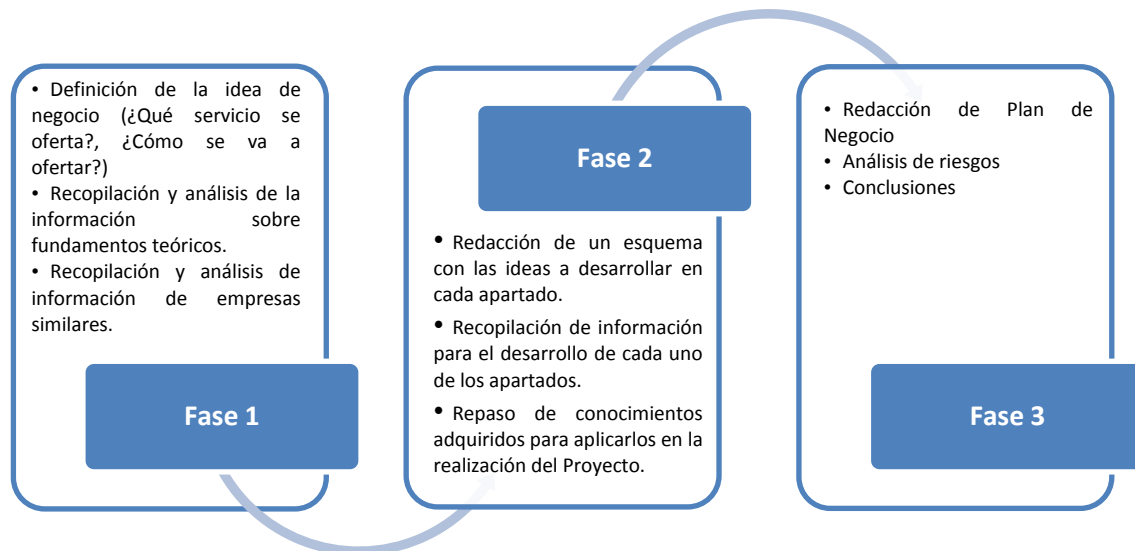 • Definición de la idea de
negocio (¿Qué servicio se
oferta?, ¿Cómo se va a
ofertar?)
• Recopilación y análisis de la
información sobre
fundamentos teóricos.
• Recopilación y análisis de
información de empresas
similares.
Fase 1
Fase 2
• Redacción de un esquema
con las ideas a desarrollar en
cada apartado.
• Recopilación de información
para el desarrollo de cada uno
de los apartados.
• Repaso de conocimientos
adquiridos para aplicarlos en la
realización del Proyecto.
• Redacción de Plan de
Negocio
• Análisis de riesgos
• Conclusiones
Fase 3